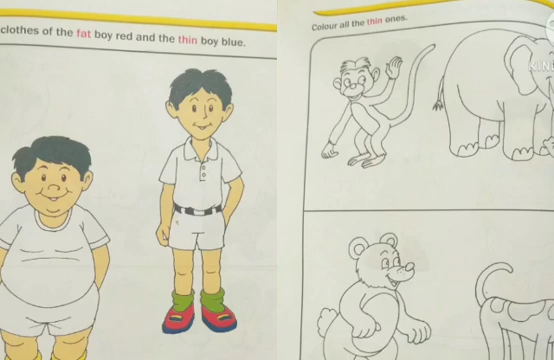 clothes of the fat boy red and the thin boy blue.
Colour all the thin ones.